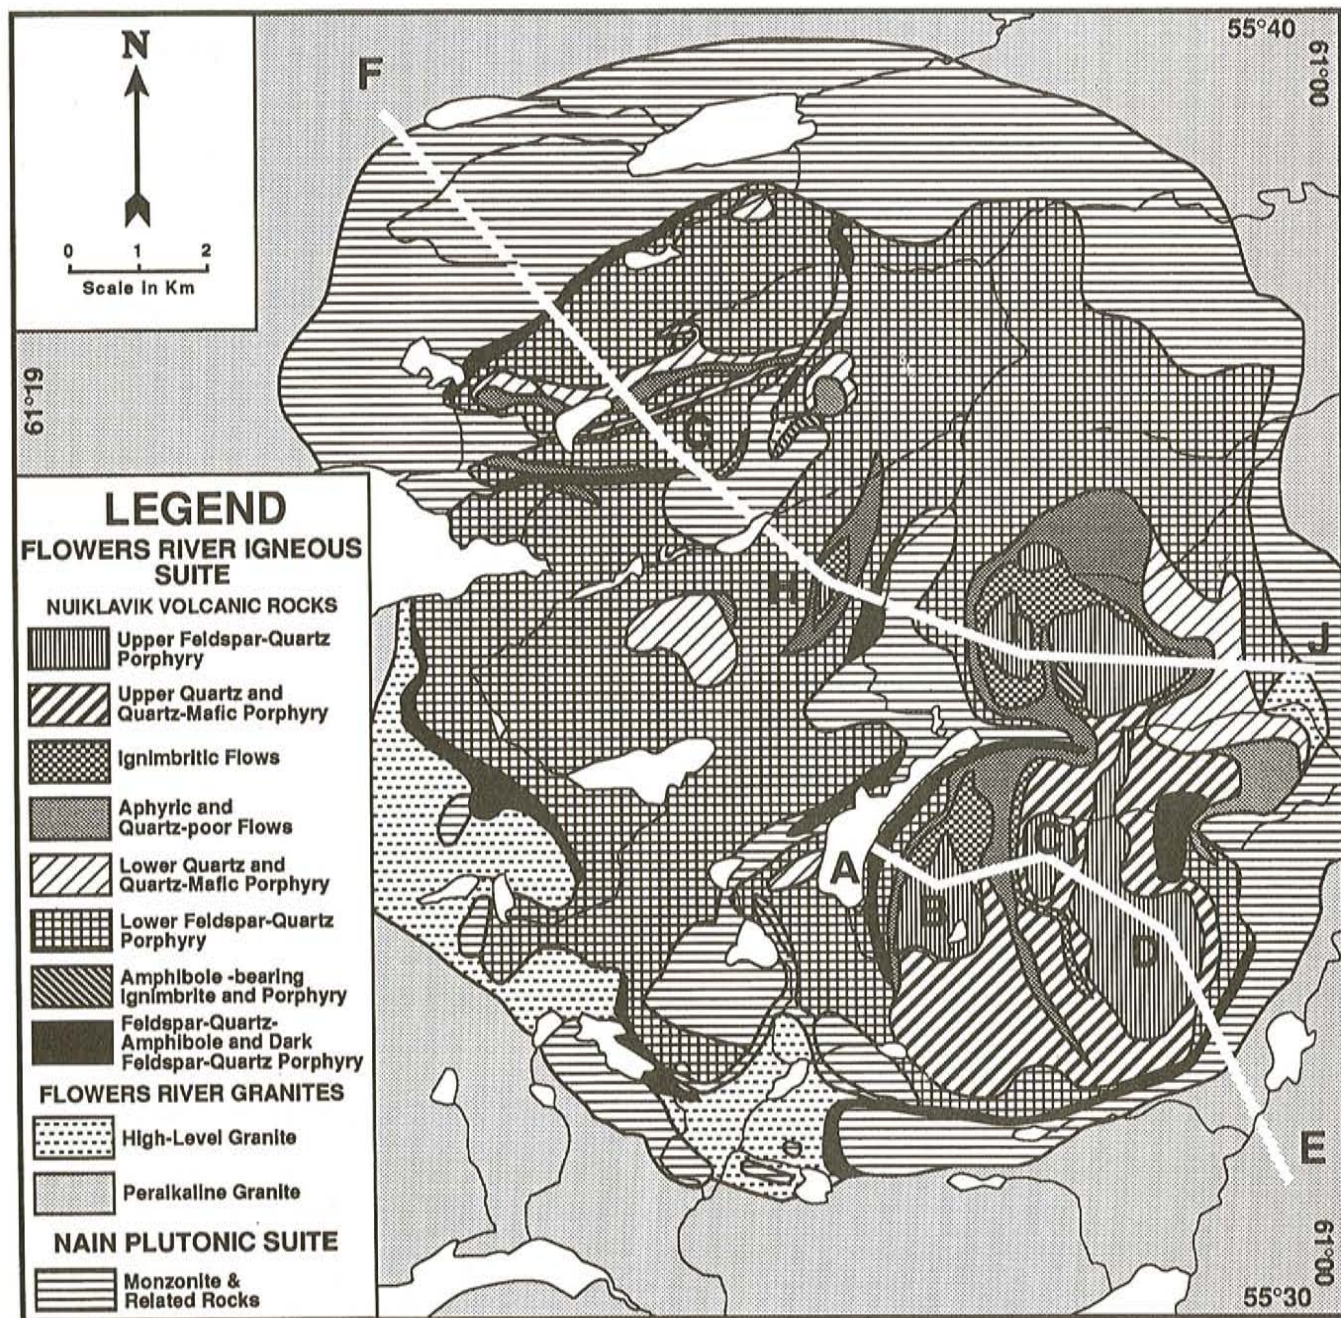 N
0 1 2
Scale in Km
F
55°40
61°00
61°19
G
H
I
J
A
B
C
D
E
61°00
55°30
LEGEND
FLOWERS RIVER IGNEOUS
SUITE
NUIKLAVIK VOLCANIC ROCKS
Upper Feldspar-Quartz
Porphyry
Upper Quartz and
Quartz-Mafic Porphyry
Ignimbritic Flows
Aphyric and
Quartz-poor Flows
Lower Quartz and
Quartz-Mafic Porphyry
Lower Feldspar-Quartz
Porphyry
Amphibole -bearing
Ignimbrite and Porphyry
Feldspar-Quartz-
Amphibole and Dark
Feldspar-Quartz Porphyry
FLOWERS RIVER GRANITES
High-Level Granite
Peralkaline Granite
NAIN PLUTONIC SUITE
Monzonite &
Related Rocks